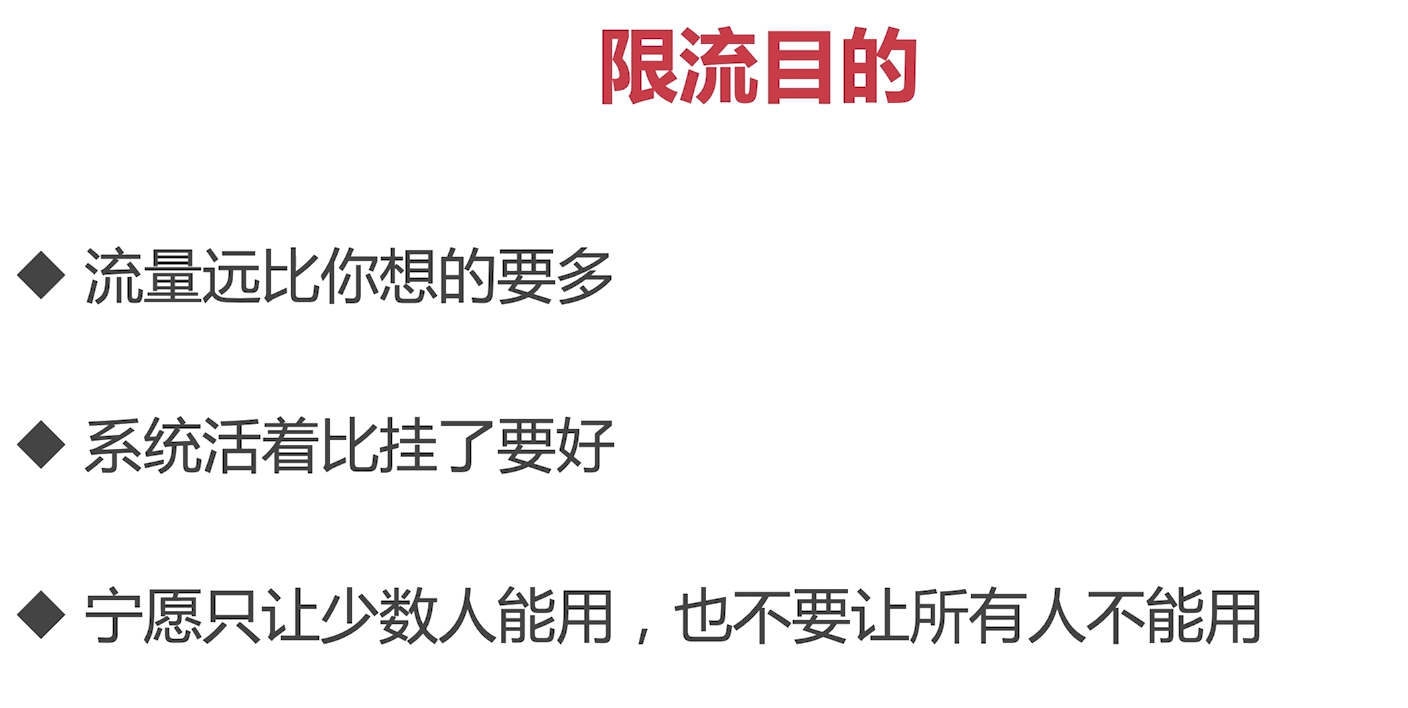 限流目的
◆ 流量远比你想的要多
◆ 系统活着比挂了要好
◆ 宁愿只让少数人能用，也不要让所有人不能用